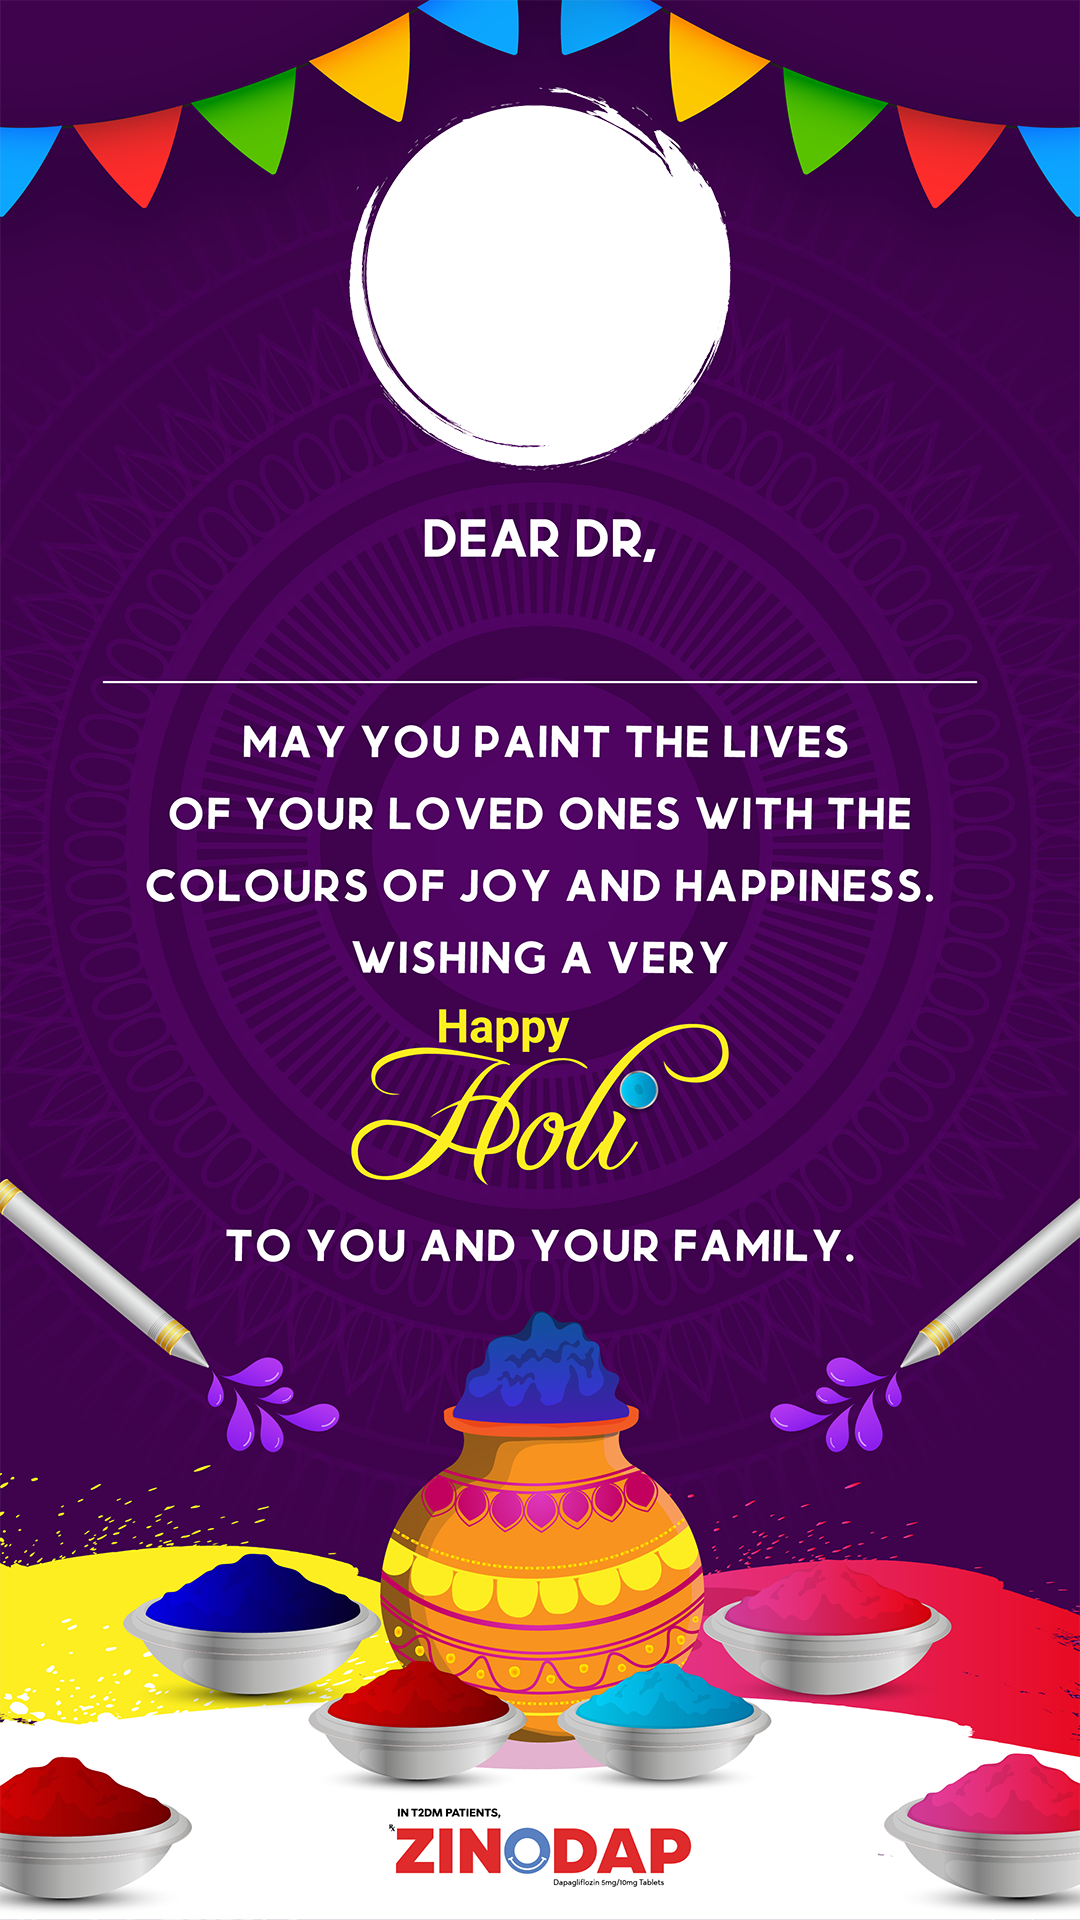 DEAR DR,
MAY YOU PAINT THE LIVES
OF YOUR LOVED ONES WITH THE
COLOURS OF JOY AND HAPPINESS.
WISHING A VERY
Happy
Holi
TO YOU AND YOUR FAMILY.
IN T2DM PATIENTS,
℞ ZINODAP
Dapagliflozin 5mg/10mg Tablets